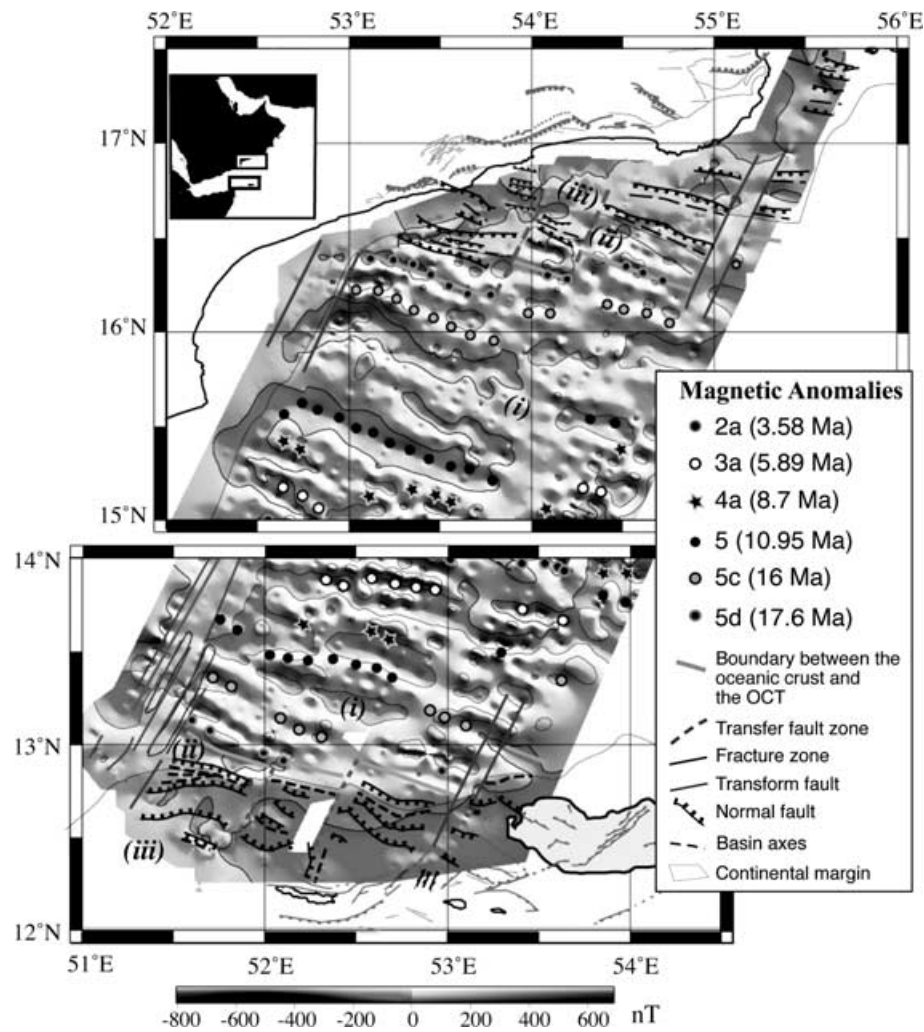 52˚E 53˚E 54˚E 55˚E 56˚E
17˚N
(iii)
(ii)
16˚N
(i)
15˚N
Magnetic Anomalies
2a (3.58 Ma)
3a (5.89 Ma)
4a (8.7 Ma)
5 (10.95 Ma)
5c (16 Ma)
5d (17.6 Ma)
Boundary between the
oceanic crust and
the OCT
Transfer fault zone
Fracture zone
Transform fault
Normal fault
Basin axes
Continental margin
14˚N
(i)
13˚N
(ii)
(iii)
12˚N
51˚E 52˚E 53˚E 54˚E
-800 -600 -400 -200 0 200 400 600 nT